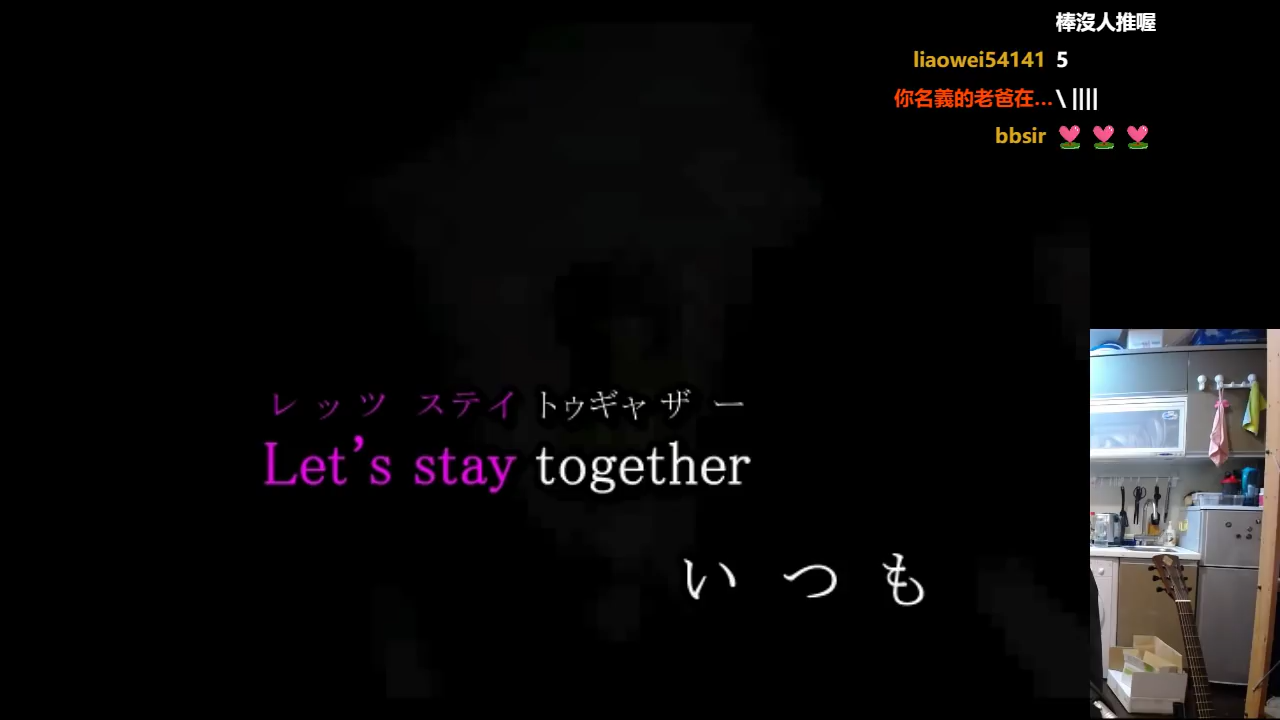 棒沒人推喔
liaowei54141 5
你名義的老爸在... \ ||||
bbsir
レッツ ステイ トゥギャザー
Let's stay together
いつも